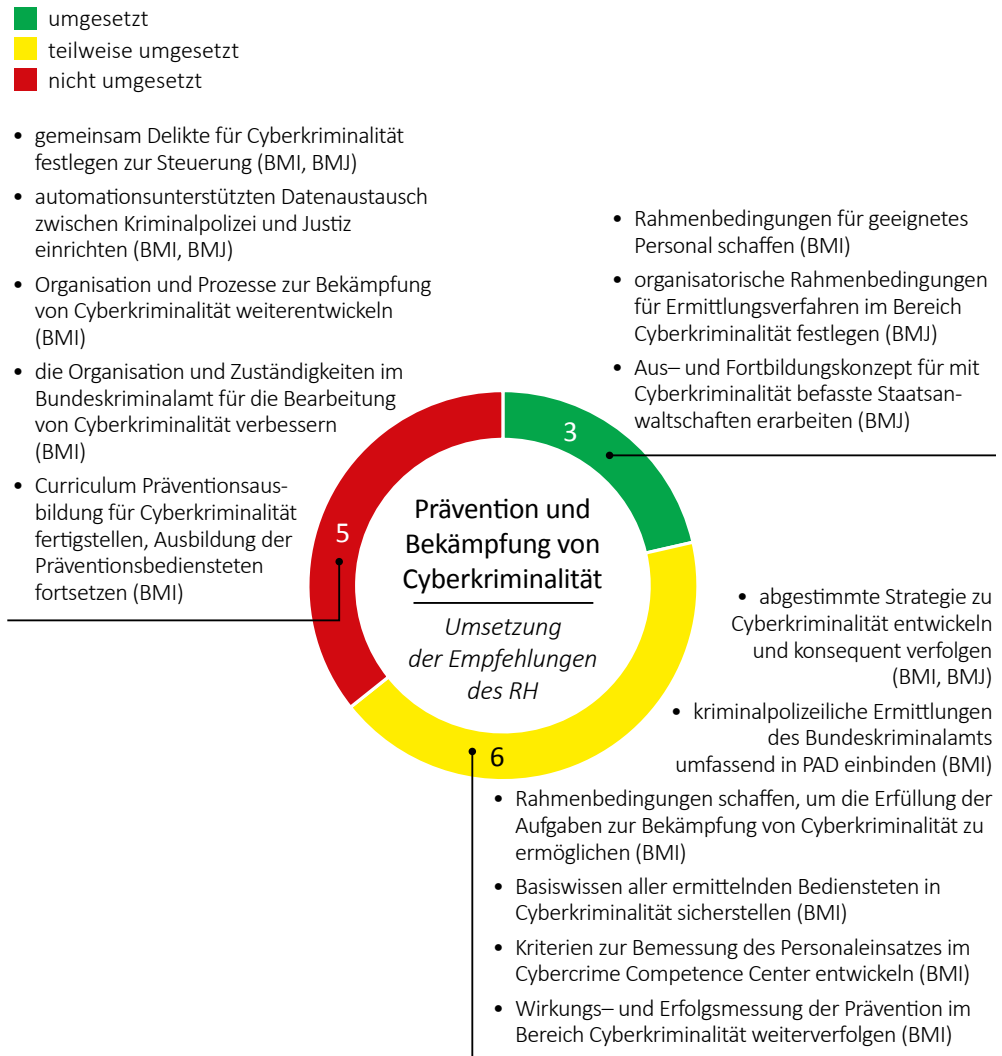 umgesetzt
teilweise umgesetzt
nicht umgesetzt
• gemeinsam Delikte für Cyberkriminalität
festlegen zur Steuerung (BMI, BMJ)
• automationsunterstützten Datenaustausch
zwischen Kriminalpolizei und Justiz
einrichten (BMI, BMJ)
• Organisation und Prozesse zur Bekämpfung
von Cyberkriminalität weiterentwickeln
(BMI)
• die Organisation und Zuständigkeiten im
Bundeskriminalamt für die Bearbeitung
von Cyberkriminalität verbessern
(BMI)
• Curriculum Präventionsaus-
bildung für Cyberkriminalität
fertigstellen, Ausbildung der
Präventionsbediensteten
fortsetzen (BMI)
• Rahmenbedingungen für geeignetes
Personal schaffen (BMI)
• organisatorische Rahmenbedingungen
für Ermittlungsverfahren im Bereich
Cyberkriminalität festlegen (BMJ)
• Aus– und Fortbildungskonzept für mit
Cyberkriminalität befasste Staatsan-
waltschaften erarbeiten (BMJ)
3
5
Prävention und
Bekämpfung von
Cyberkriminalität
Umsetzung
der Empfehlungen
des RH
6
• abgestimmte Strategie zu
Cyberkriminalität entwickeln
und konsequent verfolgen
(BMI, BMJ)
• kriminalpolizeiliche Ermittlungen
des Bundeskriminalamts
umfassend in PAD einbinden (BMI)
• Rahmenbedingungen schaffen, um die Erfüllung der
Aufgaben zur Bekämpfung von Cyberkriminalität zu
ermöglichen (BMI)
• Basiswissen aller ermittelnden Bediensteten in
Cyberkriminalität sicherstellen (BMI)
• Kriterien zur Bemessung des Personaleinsatzes im
Cybercrime Competence Center entwickeln (BMI)
• Wirkungs– und Erfolgsmessung der Prävention im
Bereich Cyberkriminalität weiterverfolgen (BMI)